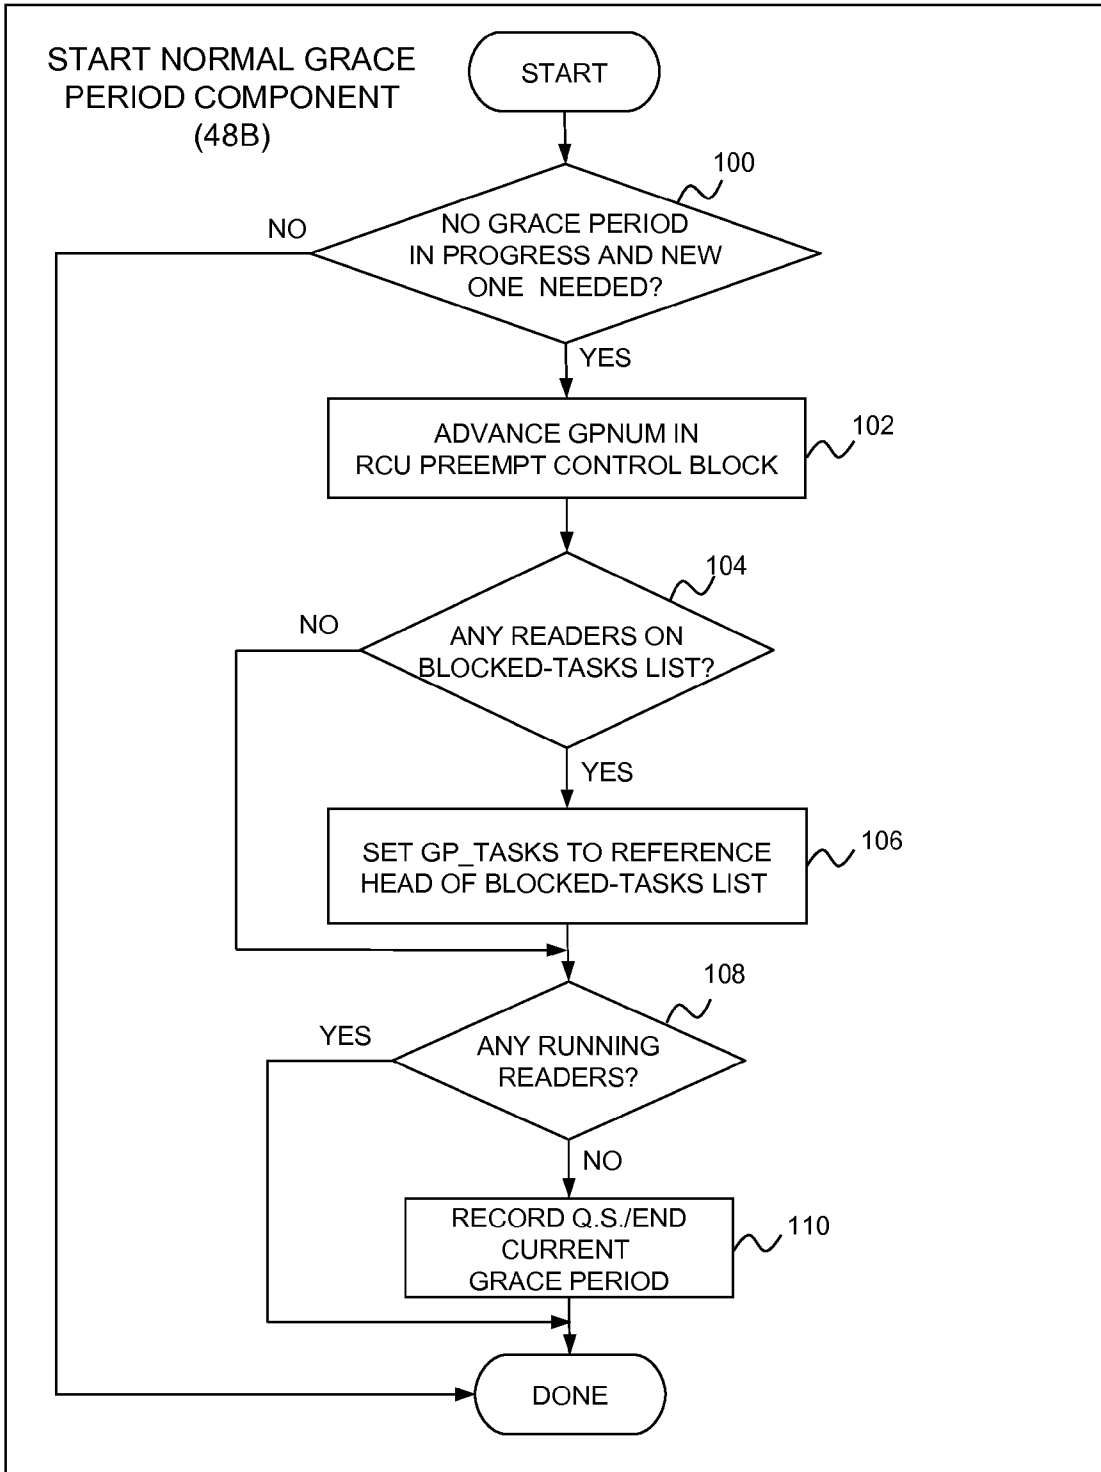 START NORMAL GRACE
PERIOD COMPONENT
(48B)
START
100
NO
NO GRACE PERIOD
IN PROGRESS AND NEW
ONE NEEDED?
YES
102
ADVANCE GPNUM IN
RCU PREEMPT CONTROL BLOCK
104
NO
ANY READERS ON
BLOCKED-TASKS LIST?
YES
106
SET GP_TASKS TO REFERENCE
HEAD OF BLOCKED-TASKS LIST
108
YES
ANY RUNNING
READERS?
NO
110
RECORD Q.S./END
CURRENT
GRACE PERIOD
DONE